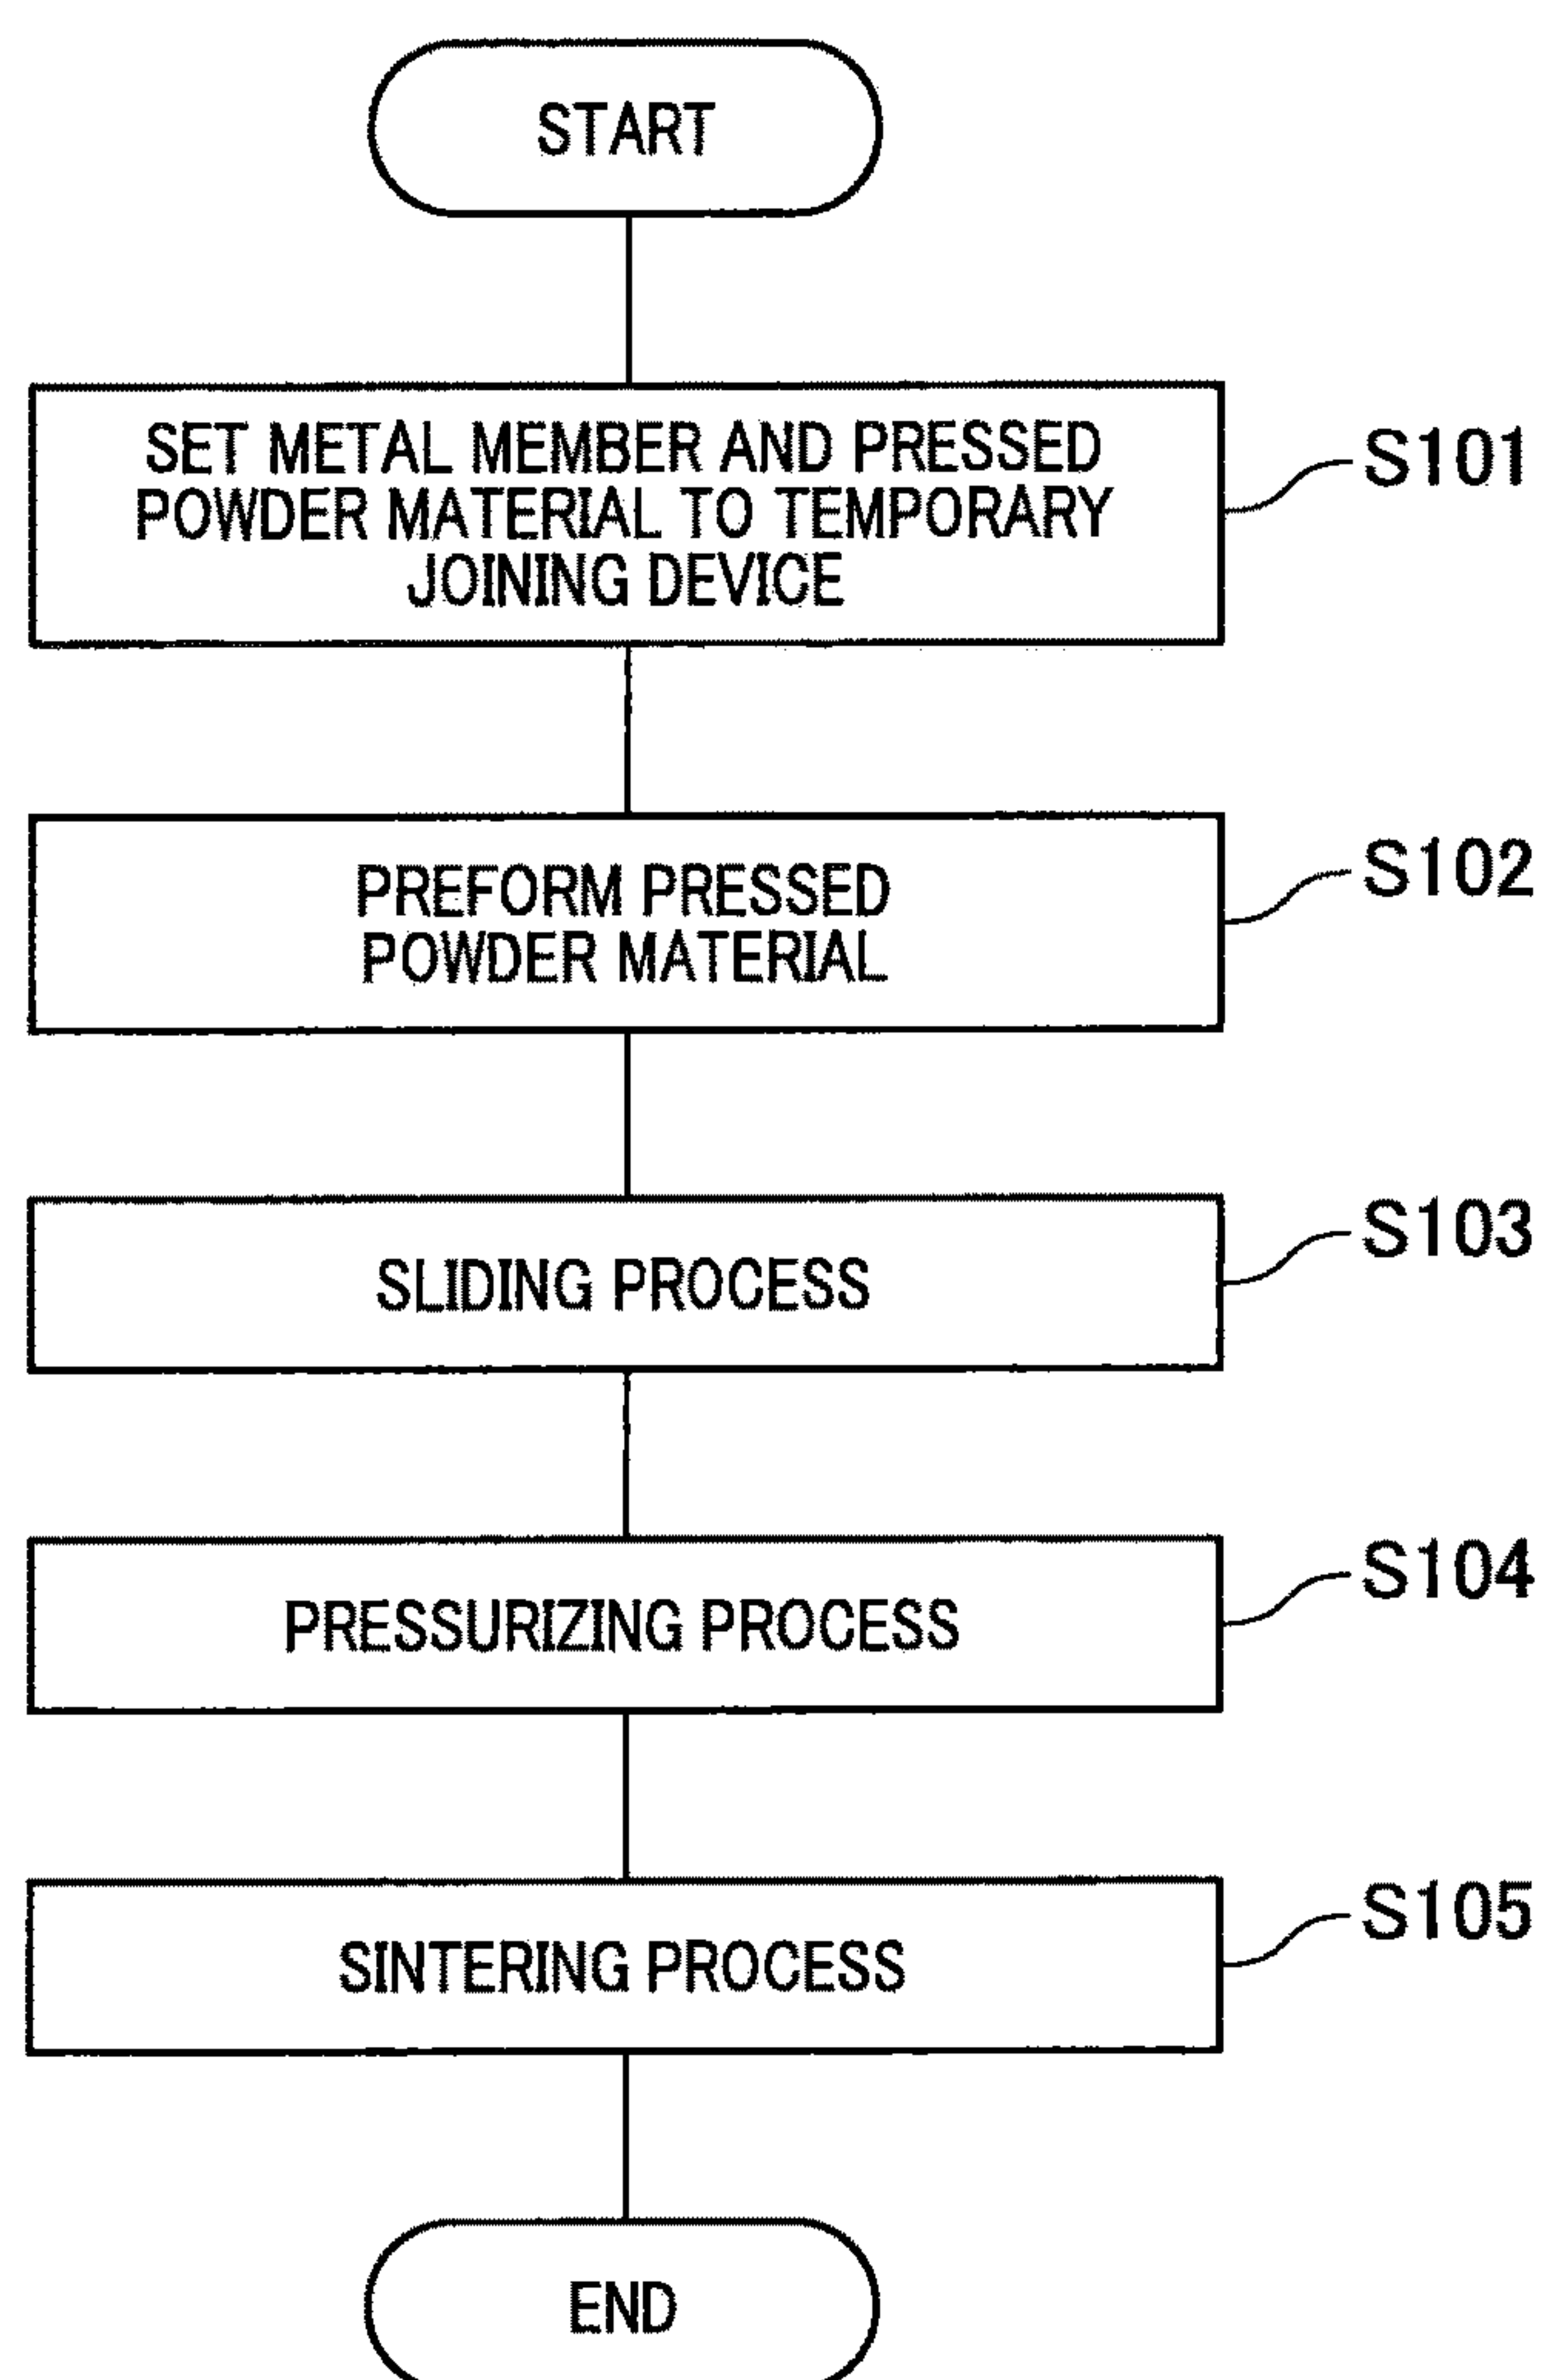 START
SET METAL MEMBER AND PRESSED
POWDER MATERIAL TO TEMPORARY
JOINING DEVICE
S101
PREFORM PRESSED
POWDER MATERIAL
S102
SLIDING PROCESS
S103
PRESSURIZING PROCESS
S104
SINTERING PROCESS
S105
END